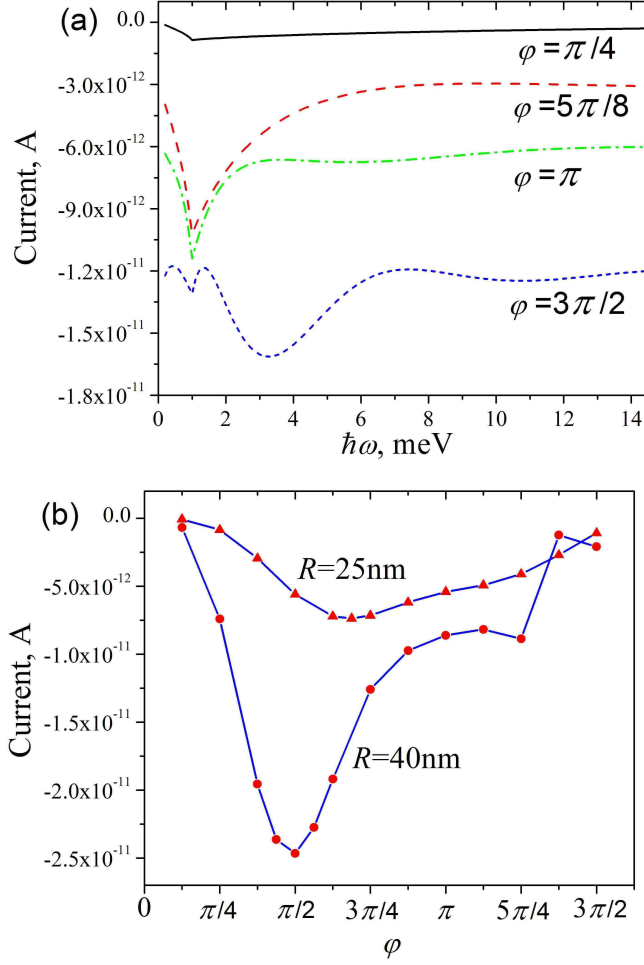 (a)
Current, A
0.0
-3.0x10⁻¹²
-6.0x10⁻¹²
-9.0x10⁻¹²
-1.2x10⁻¹¹
-1.5x10⁻¹¹
-1.8x10⁻¹¹
φ=π/4
φ=5π/8
φ=π
φ=3π/2
0 2 4 6 8 10 12 14
ħω, meV
(b)
Current, A
0.0
-5.0x10⁻¹²
-1.0x10⁻¹¹
-1.5x10⁻¹¹
-2.0x10⁻¹¹
-2.5x10⁻¹¹
R=25nm
R=40nm
0 π/4 π/2 3π/4 π 5π/4 3π/2
φ